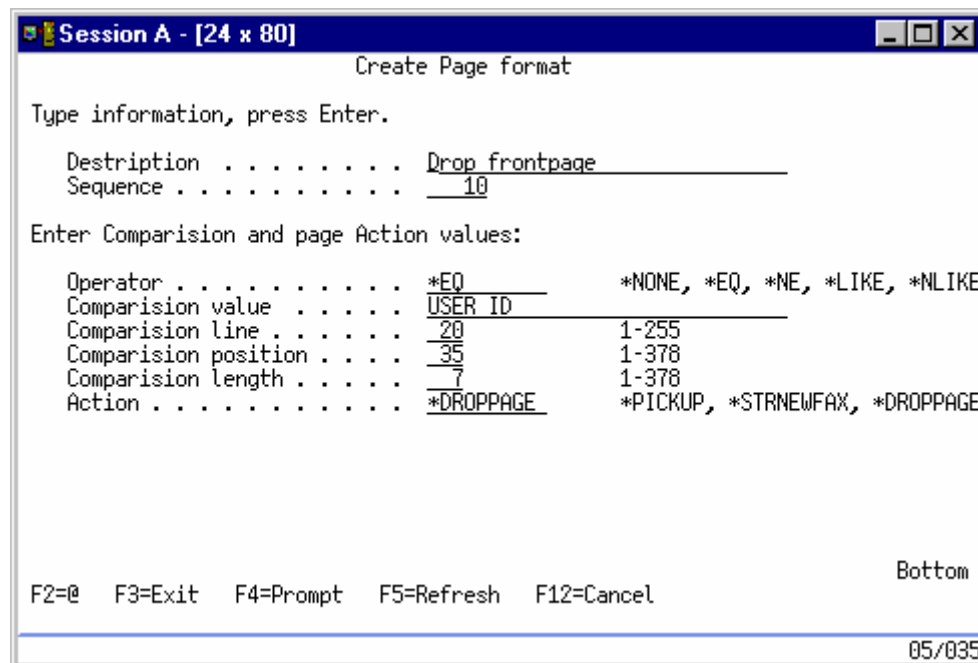 Session A - [24 x 80]
Create Page format
Type information, press Enter.
Destription . . . . . . . . Drop frontpage
Sequence . . . . . . . . . . 10
Enter Comparision and page Action values:
Operator . . . . . . . . . . *EQ *NONE, *EQ, *NE, *LIKE, *NLIKE
Comparision value . . . . . USER ID
Comparision line . . . . . . 20 1-255
Comparision position . . . . 35 1-378
Comparision length . . . . . 7 1-378
Action . . . . . . . . . . . *DROPPAGE *PICKUP, *STRNEWFAX, *DROPPAGE
Bottom
F2=@ F3=Exit F4=Prompt F5=Refresh F12=Cancel
05/035